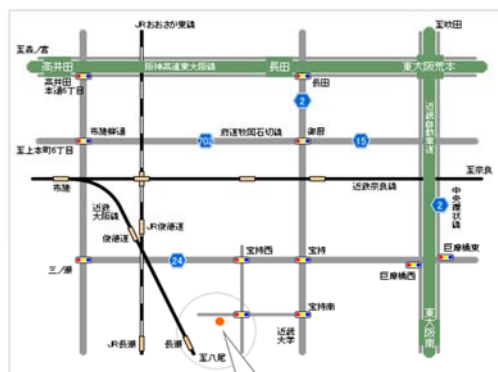 JRおおさか東線
至吹田
至森ノ宮
高井田
阪神高速東大阪線
長田
東大阪荒本
高井田
本通6丁目
長田
2
近畿自動車道
布施柳通
702
府道枚岡石切線
御厨
15
至上本町6丁目
至奈良
布施
近鉄奈良線
近鉄
大阪線
2
中央環状線
JR俊徳道
俊徳道
宝持西
宝持
巨摩橋東
三ノ瀬
24
巨摩橋西
宝持南
東大阪南
近畿
大学
JR長瀬
長瀬
至八尾